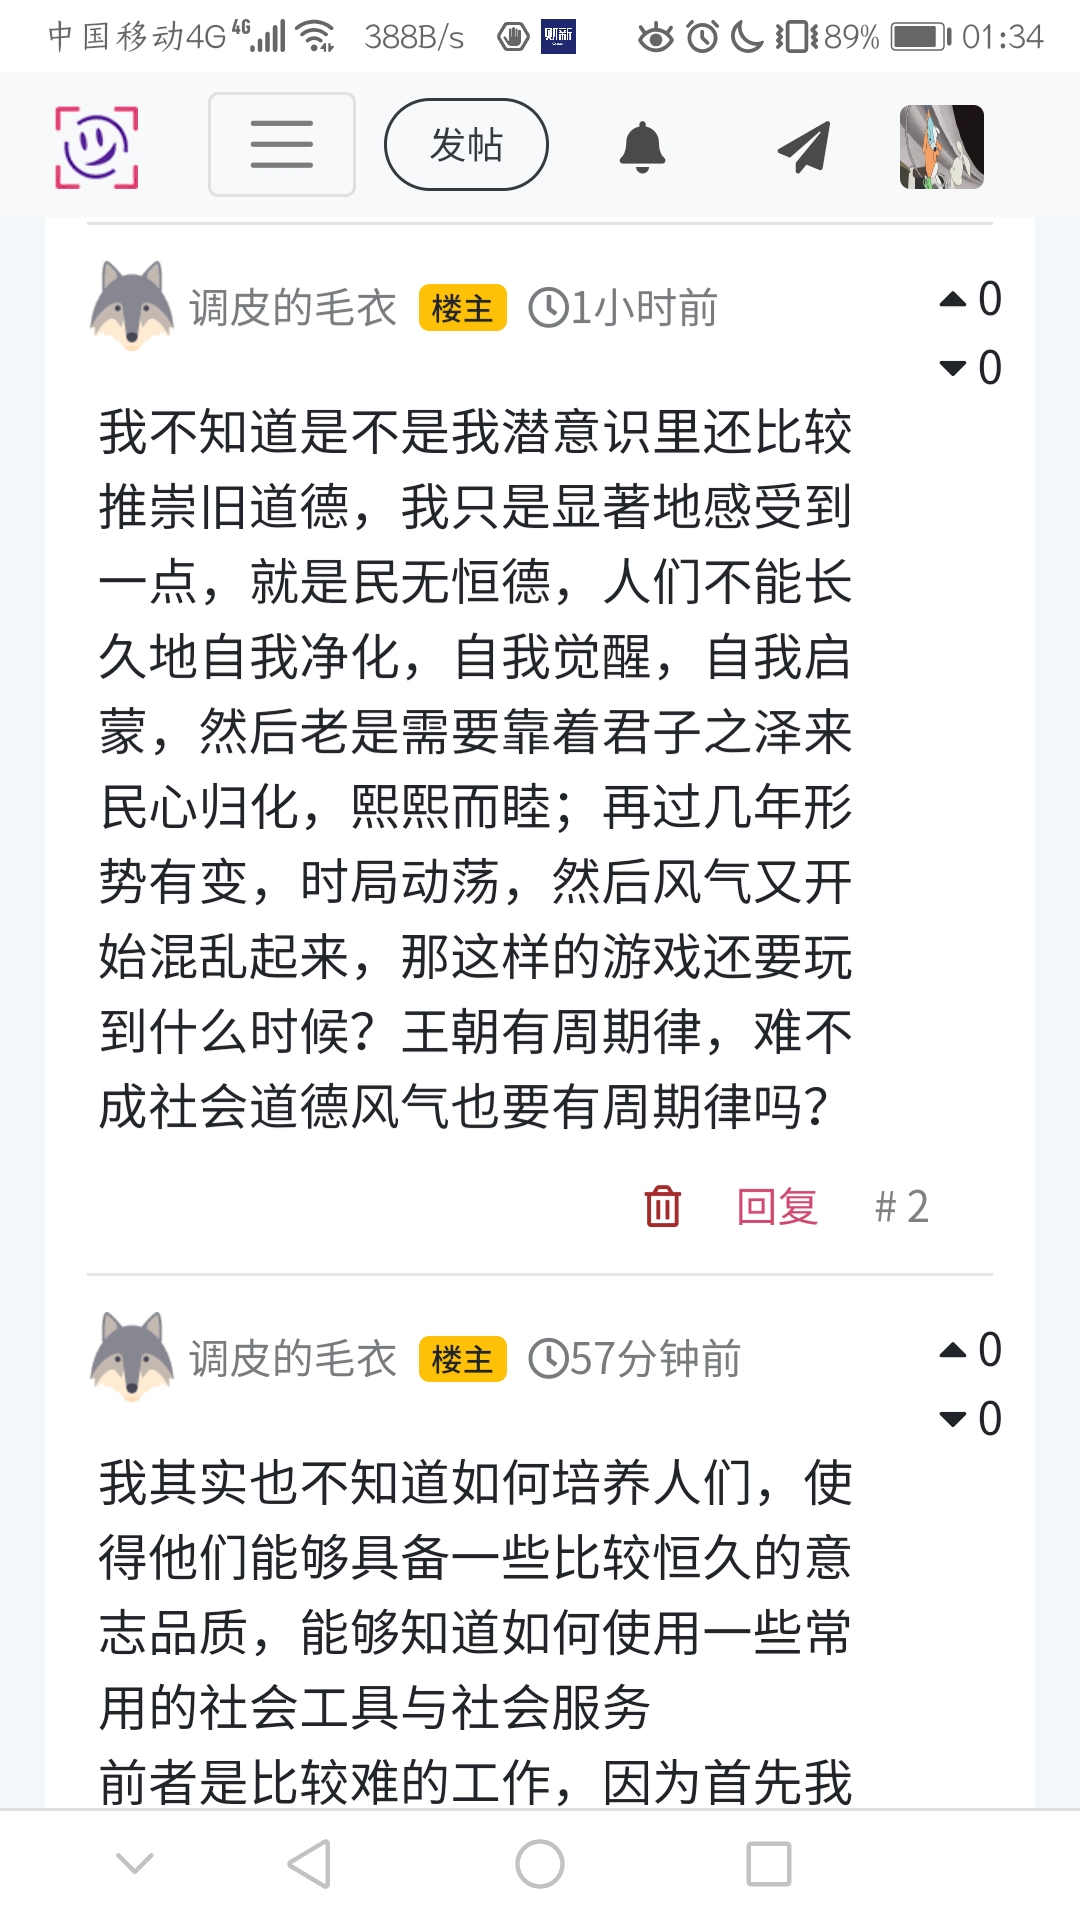 中国移动4G 4G 388B/s 财新 89% 01:34
发帖
调皮的毛衣 楼主 1小时前 0
0
我不知道是不是我潜意识里还比较
推崇旧道德，我只是显著地感受到
一点，就是民无恒德，人们不能长
久地自我净化，自我觉醒，自我启
蒙，然后老是需要靠着君子之泽来
民心归化，熙熙而睦；再过几年形
势有变，时局动荡，然后风气又开
始混乱起来，那这样的游戏还要玩
到什么时候？王朝有周期律，难不
成社会道德风气也要有周期律吗？
回复 # 2
调皮的毛衣 楼主 57分钟前 0
0
我其实也不知道如何培养人们，使
得他们能够具备一些比较恒久的意
志品质，能够知道如何使用一些常
用的社会工具与社会服务
前者是比较难的工作，因为首先我